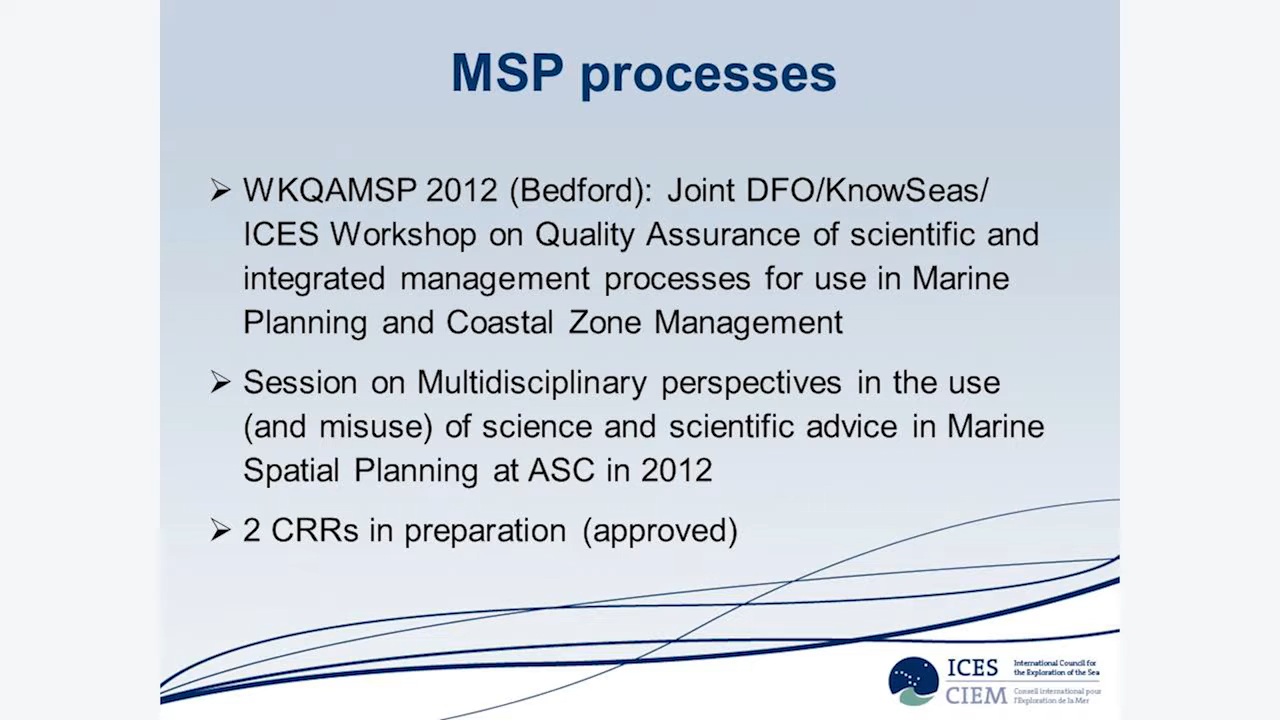 MSP processes
➢ WKQAMSP 2012 (Bedford): Joint DFO/KnowSeas/
ICES Workshop on Quality Assurance of scientific and
integrated management processes for use in Marine
Planning and Coastal Zone Management
➢ Session on Multidisciplinary perspectives in the use
(and misuse) of science and scientific advice in Marine
Spatial Planning at ASC in 2012
➢ 2 CRRs in preparation (approved)
ICES
International Council for
the Exploration of the Sea
CIEM
Conseil International pour
l'Exploration de la Mer